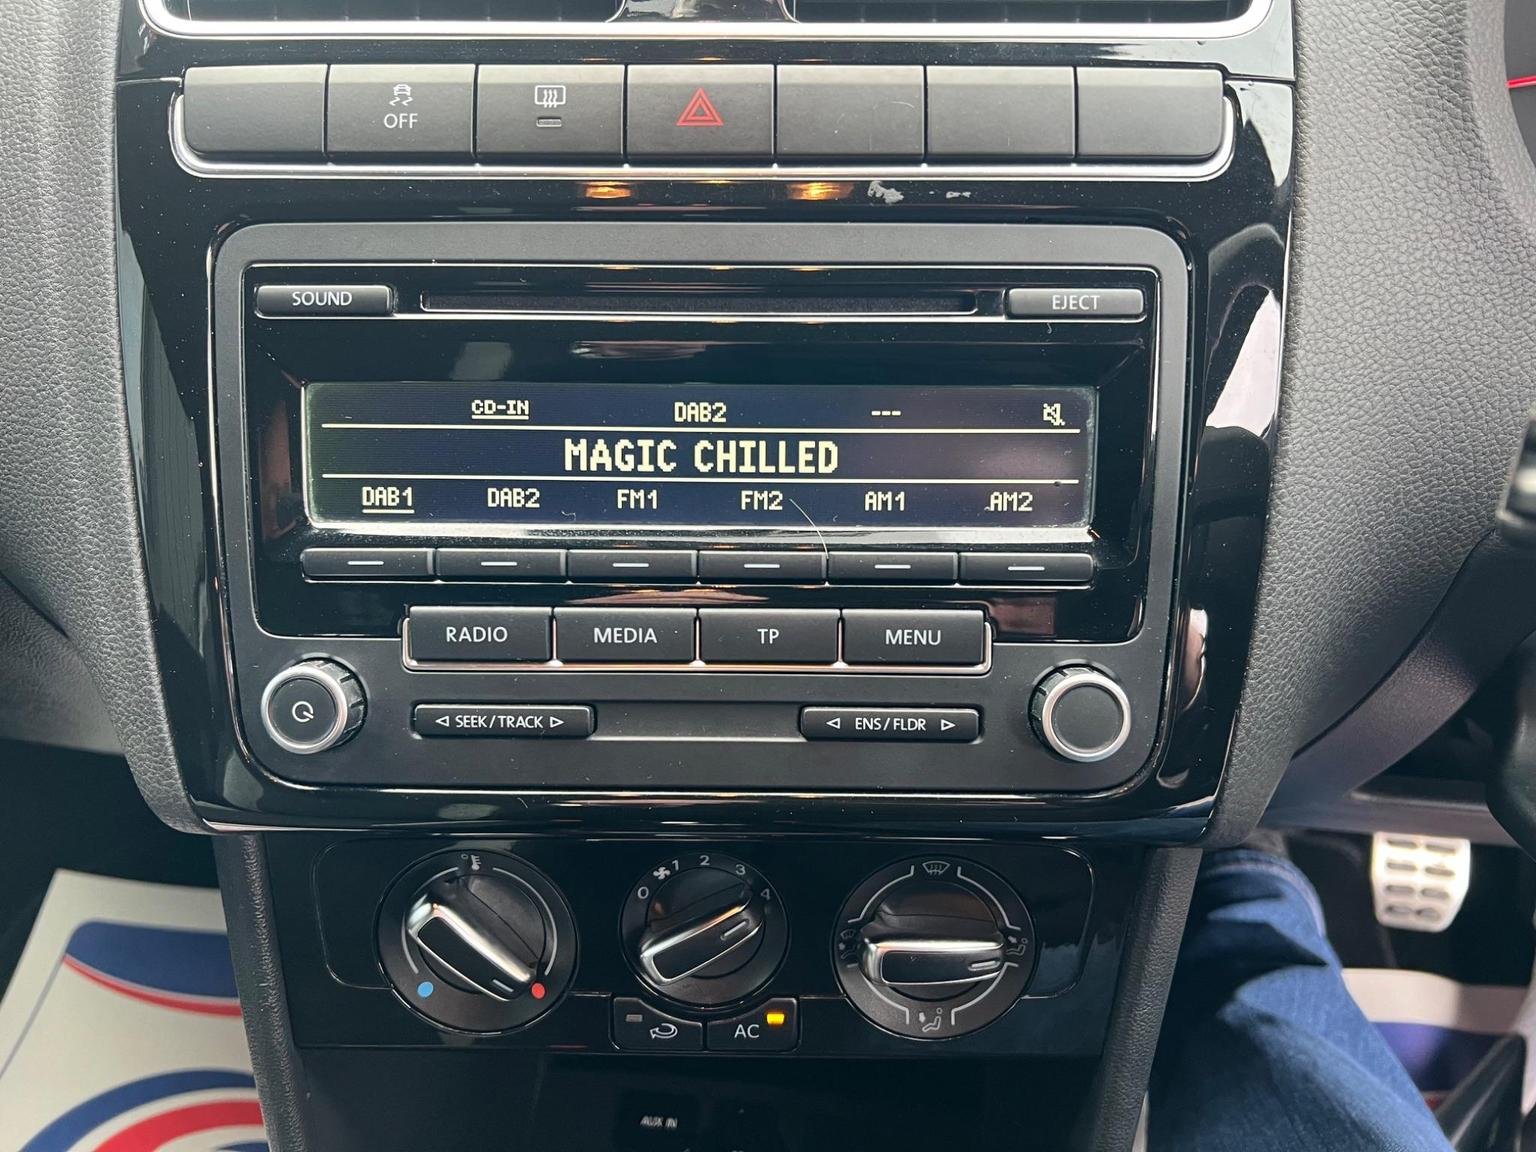 OFF
SOUND
EJECT
CD-IN DAB2 ---
MAGIC CHILLED
DAB1 DAB2 FM1 FM2 AM1 AM2
RADIO MEDIA TP MENU
SEEK/TRACK ENS/FLDR
0 1 2 3 4
AC
AUX IN